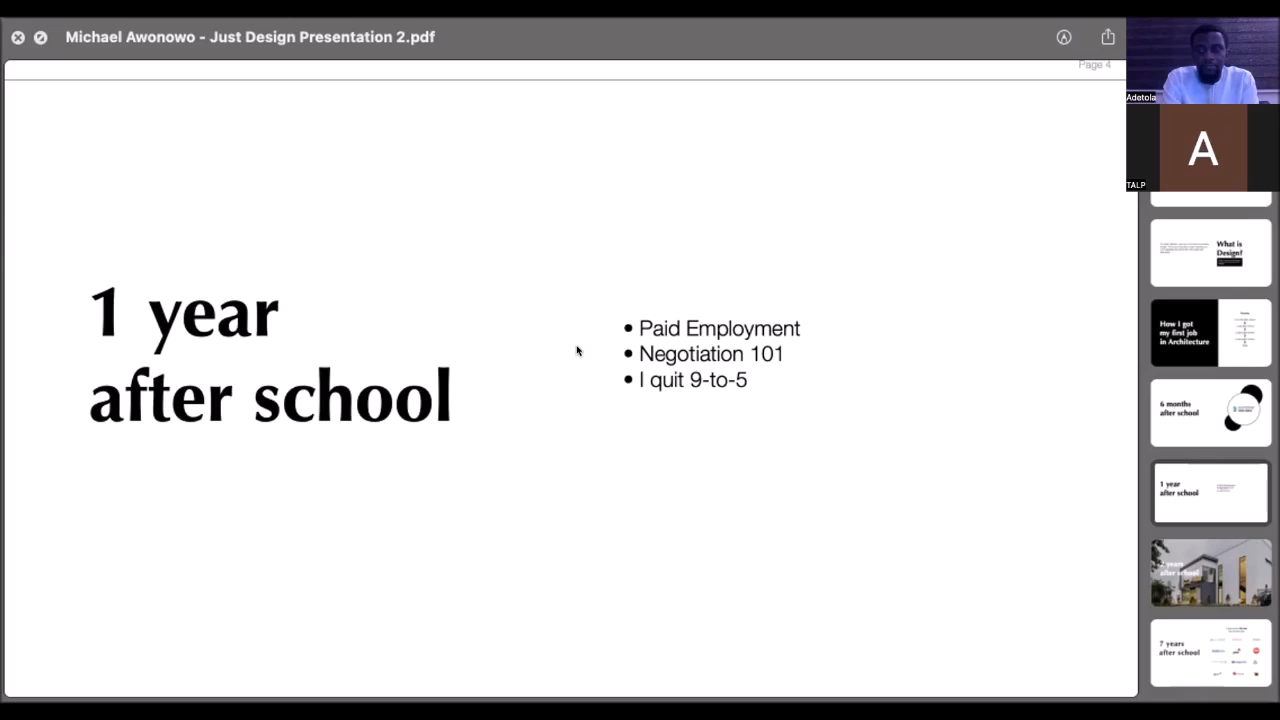 Michael Awonowo - Just Design Presentation 2.pdf
Page 4
1 year
after school
• Paid Employment
• Negotiation 101
• I quit 9-to-5
Adetola
A
TALP
What is
Design?
How I got
my first job
in Architecture
6 months
after school
1 year
after school
after school
7 years
after school